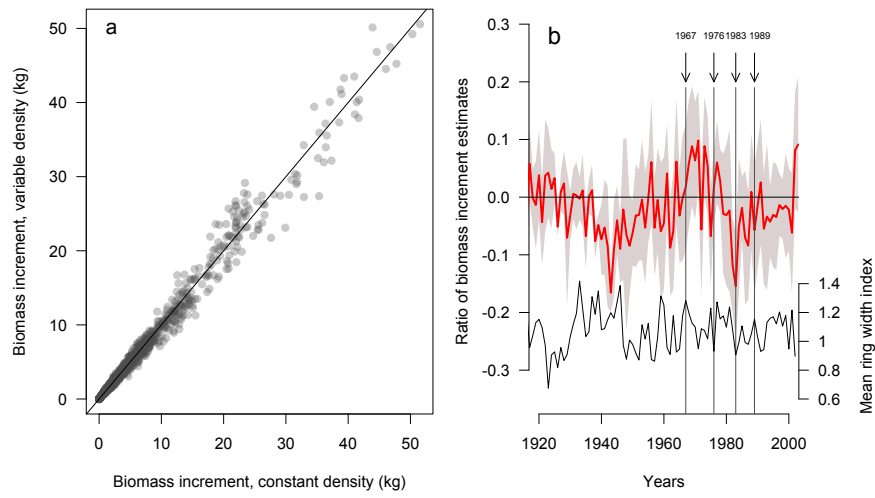 a
Biomass increment, variable density (kg)
50
40
30
20
10
0
0 10 20 30 40 50
Biomass increment, constant density (kg)
b
1967 1976 1983 1989
Ratio of biomass increment estimates
0.3
0.2
0.1
0.0
-0.1
-0.2
-0.3
1.4
1.2
1
0.8
0.6
Mean ring width index
1920 1940 1960 1980 2000
Years